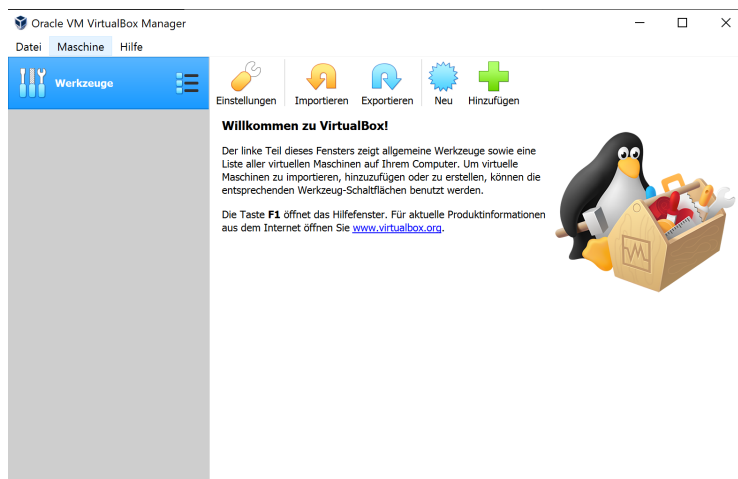 Oracle VM VirtualBox Manager
Datei Maschine Hilfe
Werkzeuge
Einstellungen Importieren Exportieren Neu Hinzufügen
Willkommen zu VirtualBox!
Der linke Teil dieses Fensters zeigt allgemeine Werkzeuge sowie eine
Liste aller virtuellen Maschinen auf Ihrem Computer. Um virtuelle
Maschinen zu importieren, hinzuzufügen oder zu erstellen, können die
entsprechenden Werkzeug-Schaltflächen benutzt werden.
Die Taste F1 öffnet das Hilfefenster. Für aktuelle Produktinformationen
aus dem Internet öffnen Sie www.virtualbox.org.